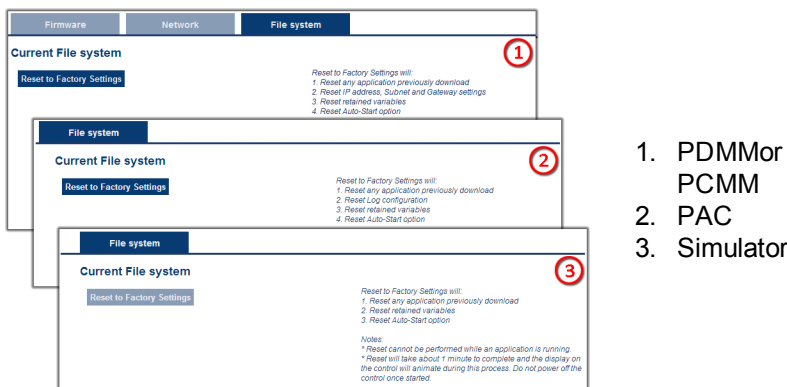 Firmware
Network
File system
Current File system
1
Reset to Factory Settings
Reset to Factory Settings will:
1. Reset any application previously download
2. Reset IP address, Subnet and Gateway settings
3. Reset retained variables
4. Reset Auto-Start option
File system
Current File system
2
Reset to Factory Settings
Reset to Factory Settings will:
1. Reset any application previously download
2. Reset Log configuration
3. Reset retained variables
4. Reset Auto-Start option
File system
Current File system
3
Reset to Factory Settings
Reset to Factory Settings will:
1. Reset any application previously download
2. Reset retained variables
3. Reset Auto-Start option
Notes:
* Reset cannot be performed while an application is running.
* Reset will take about 1 minute to complete and the display on
the control will animate during this process. Do not power off the
control once started.
1. PDMMor
PCMM
2. PAC
3. Simulator